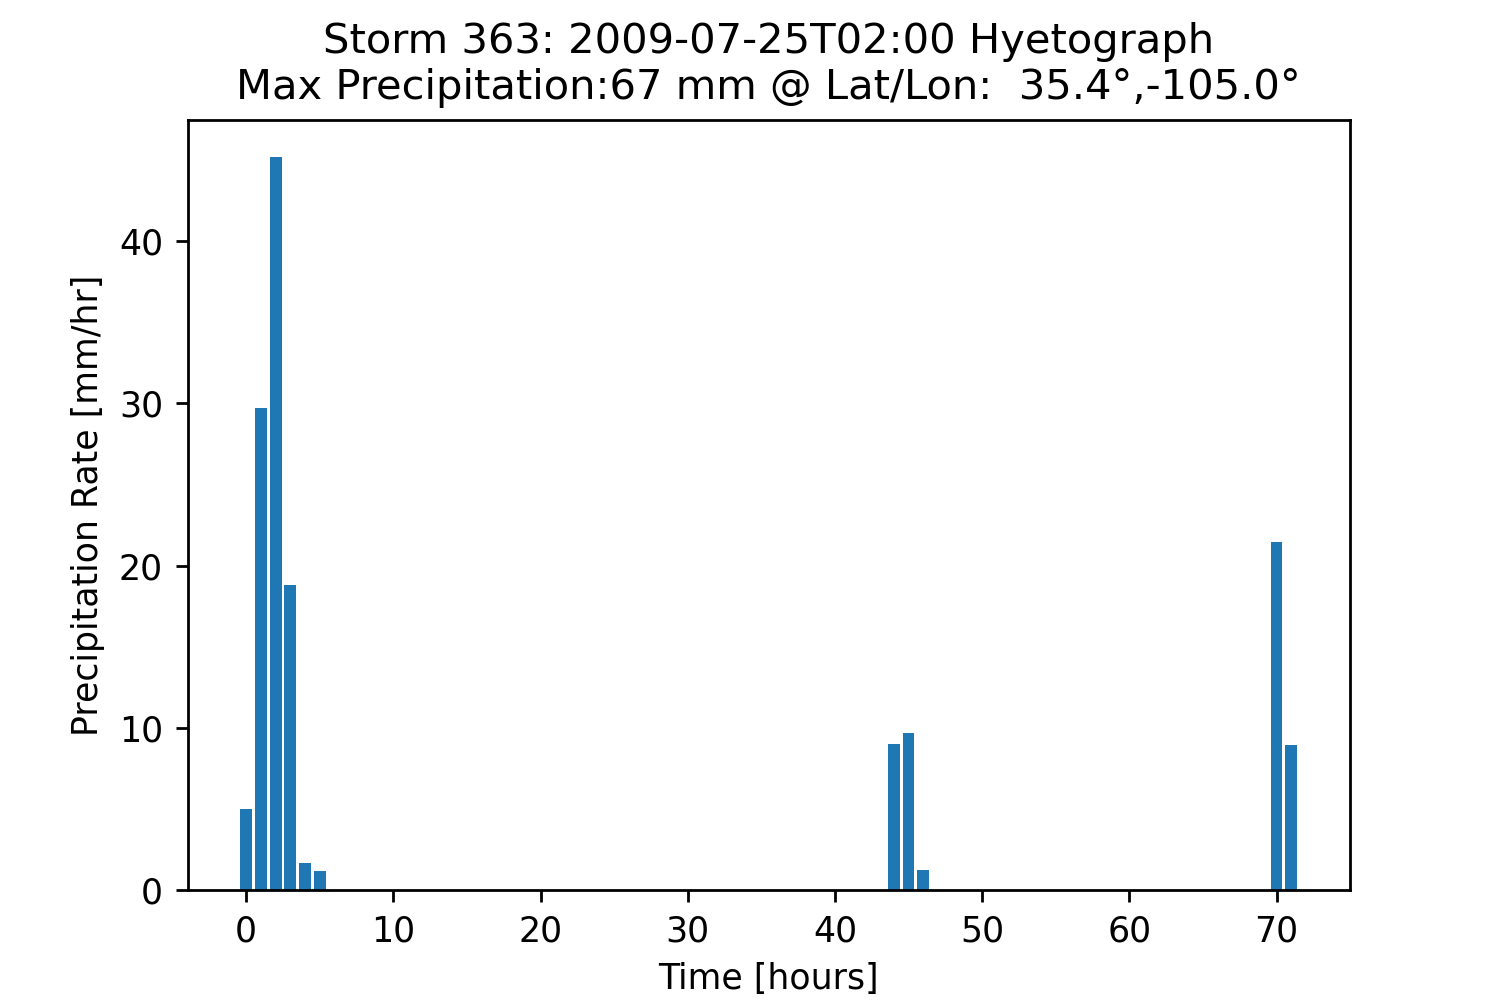 Storm 363: 2009-07-25T02:00 Hyetograph
Max Precipitation:67 mm @ Lat/Lon:  35.4°,-105.0°
Precipitation Rate [mm/hr]
40
30
20
10
0
0 10 20 30 40 50 60 70
Time [hours]